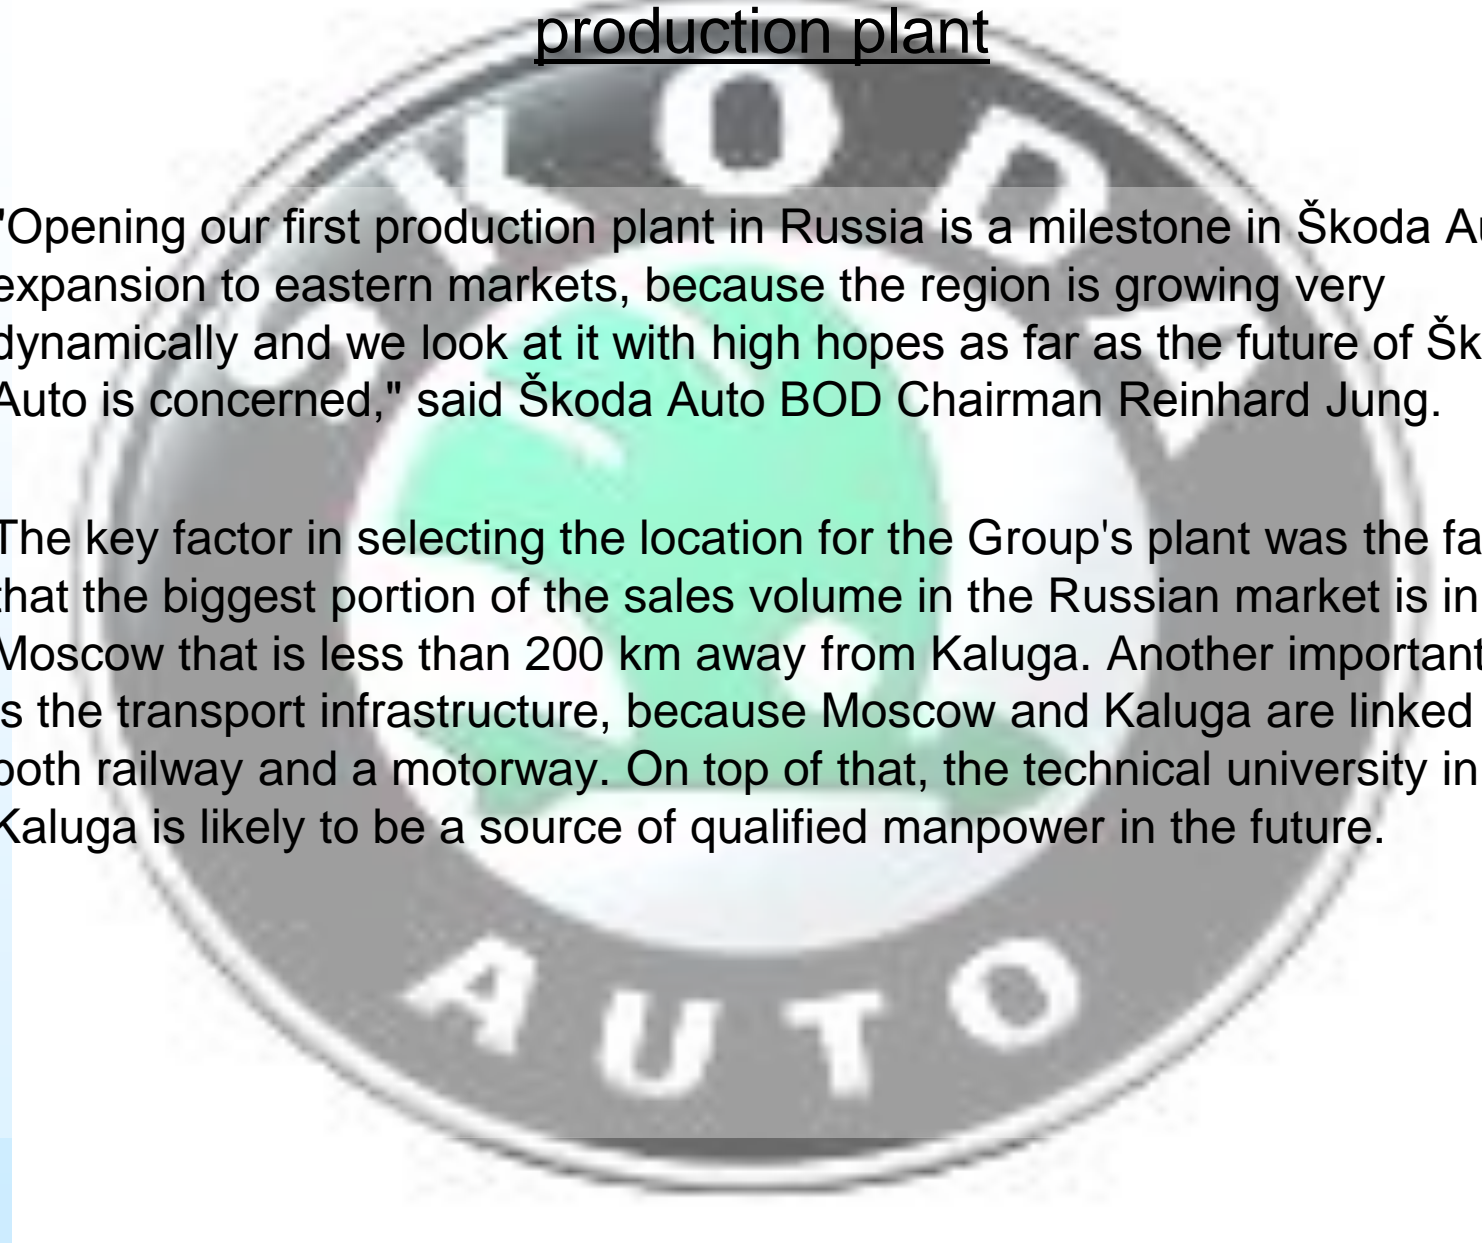 production plant
SKODA
"Opening our first production plant in Russia is a milestone in Škoda
expansion to eastern markets, because the region is growing very
dynamically and we look at it with high hopes as far as the future of
Auto is concerned," said Škoda Auto BOD Chairman Reinhard Jung.
The key factor in selecting the location for the Group's plant was the
that the biggest portion of the sales volume in the Russian market is in
Moscow that is less than 200 km away from Kaluga. Another important
is the transport infrastructure, because Moscow and Kaluga are linked
both railway and a motorway. On top of that, the technical university in
Kaluga is likely to be a source of qualified manpower in the future.
AUTO